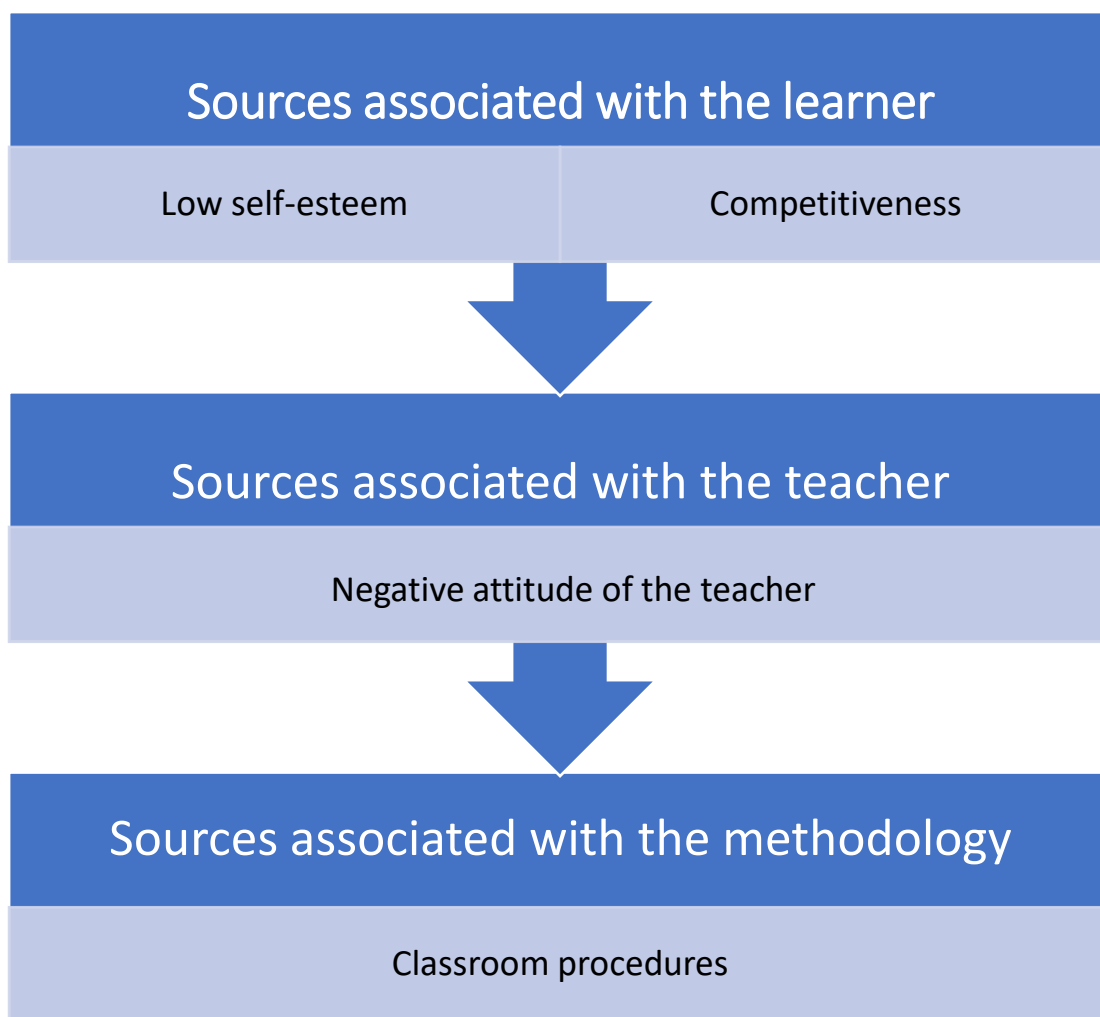 Sources associated with the learner
Low self-esteem
Competitiveness
Sources associated with the teacher
Negative attitude of the teacher
Sources associated with the methodology
Classroom procedures